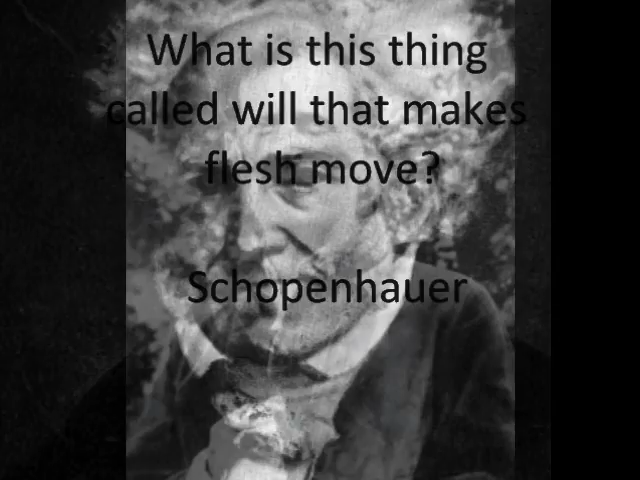 What is this thing
called will that makes
flesh move?
Schopenhauer